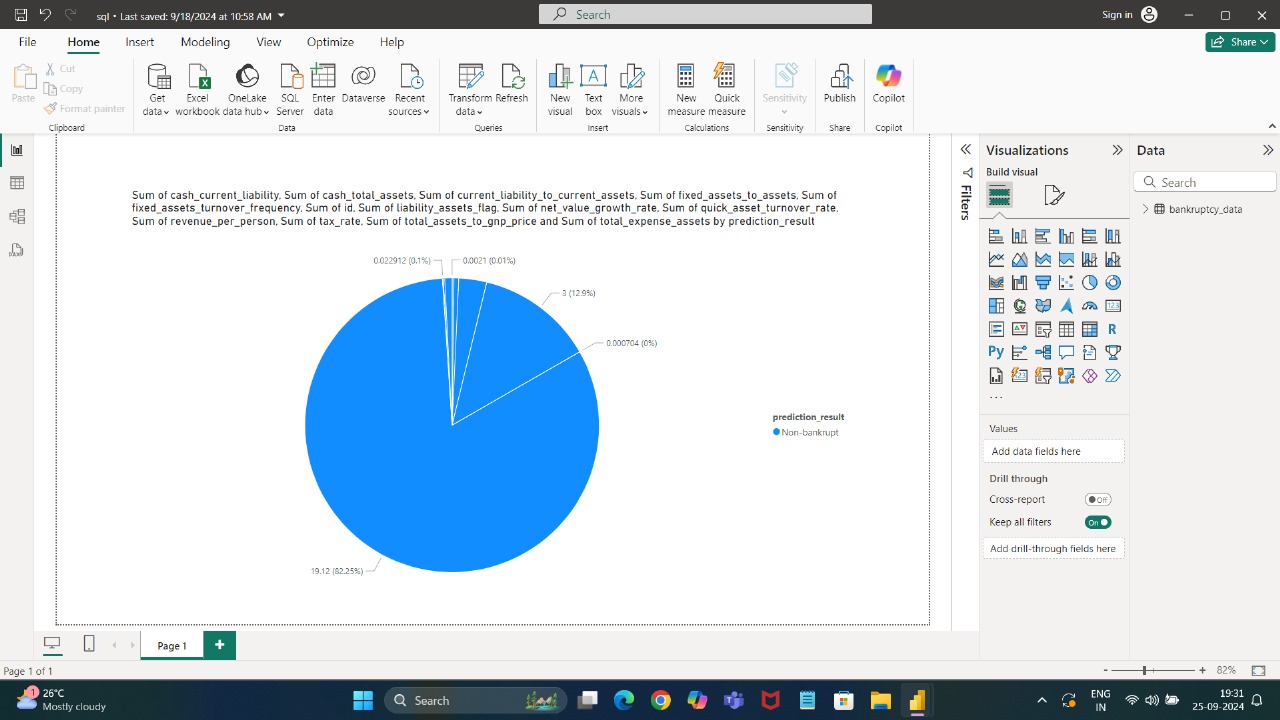 sql • Last saved: 9/18/2024 at 10:58 AM
Search
Sign in
File Home Insert Modeling View Optimize Help
Share
Paste
Cut
Copy
Format painter
Clipboard
Get data
Excel workbook
OneLake data hub
SQL Server
Enter data
Dataverse
Recent sources
Data
Transform data
Refresh
Queries
New visual
Text box
More visuals
Insert
New measure
Quick measure
Calculations
Sensitivity
Sensitivity
Publish
Share
Copilot
Copilot
Sum of cash_current_liability, Sum of cash_total_assets, Sum of current_liability_to_current_assets, Sum of fixed_assets_to_assets, Sum of
fixed_assets_turnover_frequency, Sum of id, Sum of liability_assets_flag, Sum of net_value_growth_rate, Sum of quick_asset_turnover_rate,
Sum of revenue_per_person, Sum of tax_rate, Sum of total_assets_to_gnp_price and Sum of total_expense_assets by prediction_result
0.022912 (0.1%)
0.0021 (0.01%)
3 (12.9%)
0.000704 (0%)
19.12 (82.25%)
prediction_result
Non-bankrupt
Filters
Visualizations
Build visual
123
R
Py
123
...
Values
Add data fields here
Drill through
Cross-report
Off
Keep all filters
On
Add drill-through fields here
Data
Search
bankruptcy_data
Page 1
+
Page 1 of 1
- + 82%
1
26°C
Mostly cloudy
Search
ENG
IN
19:31
25-09-2024